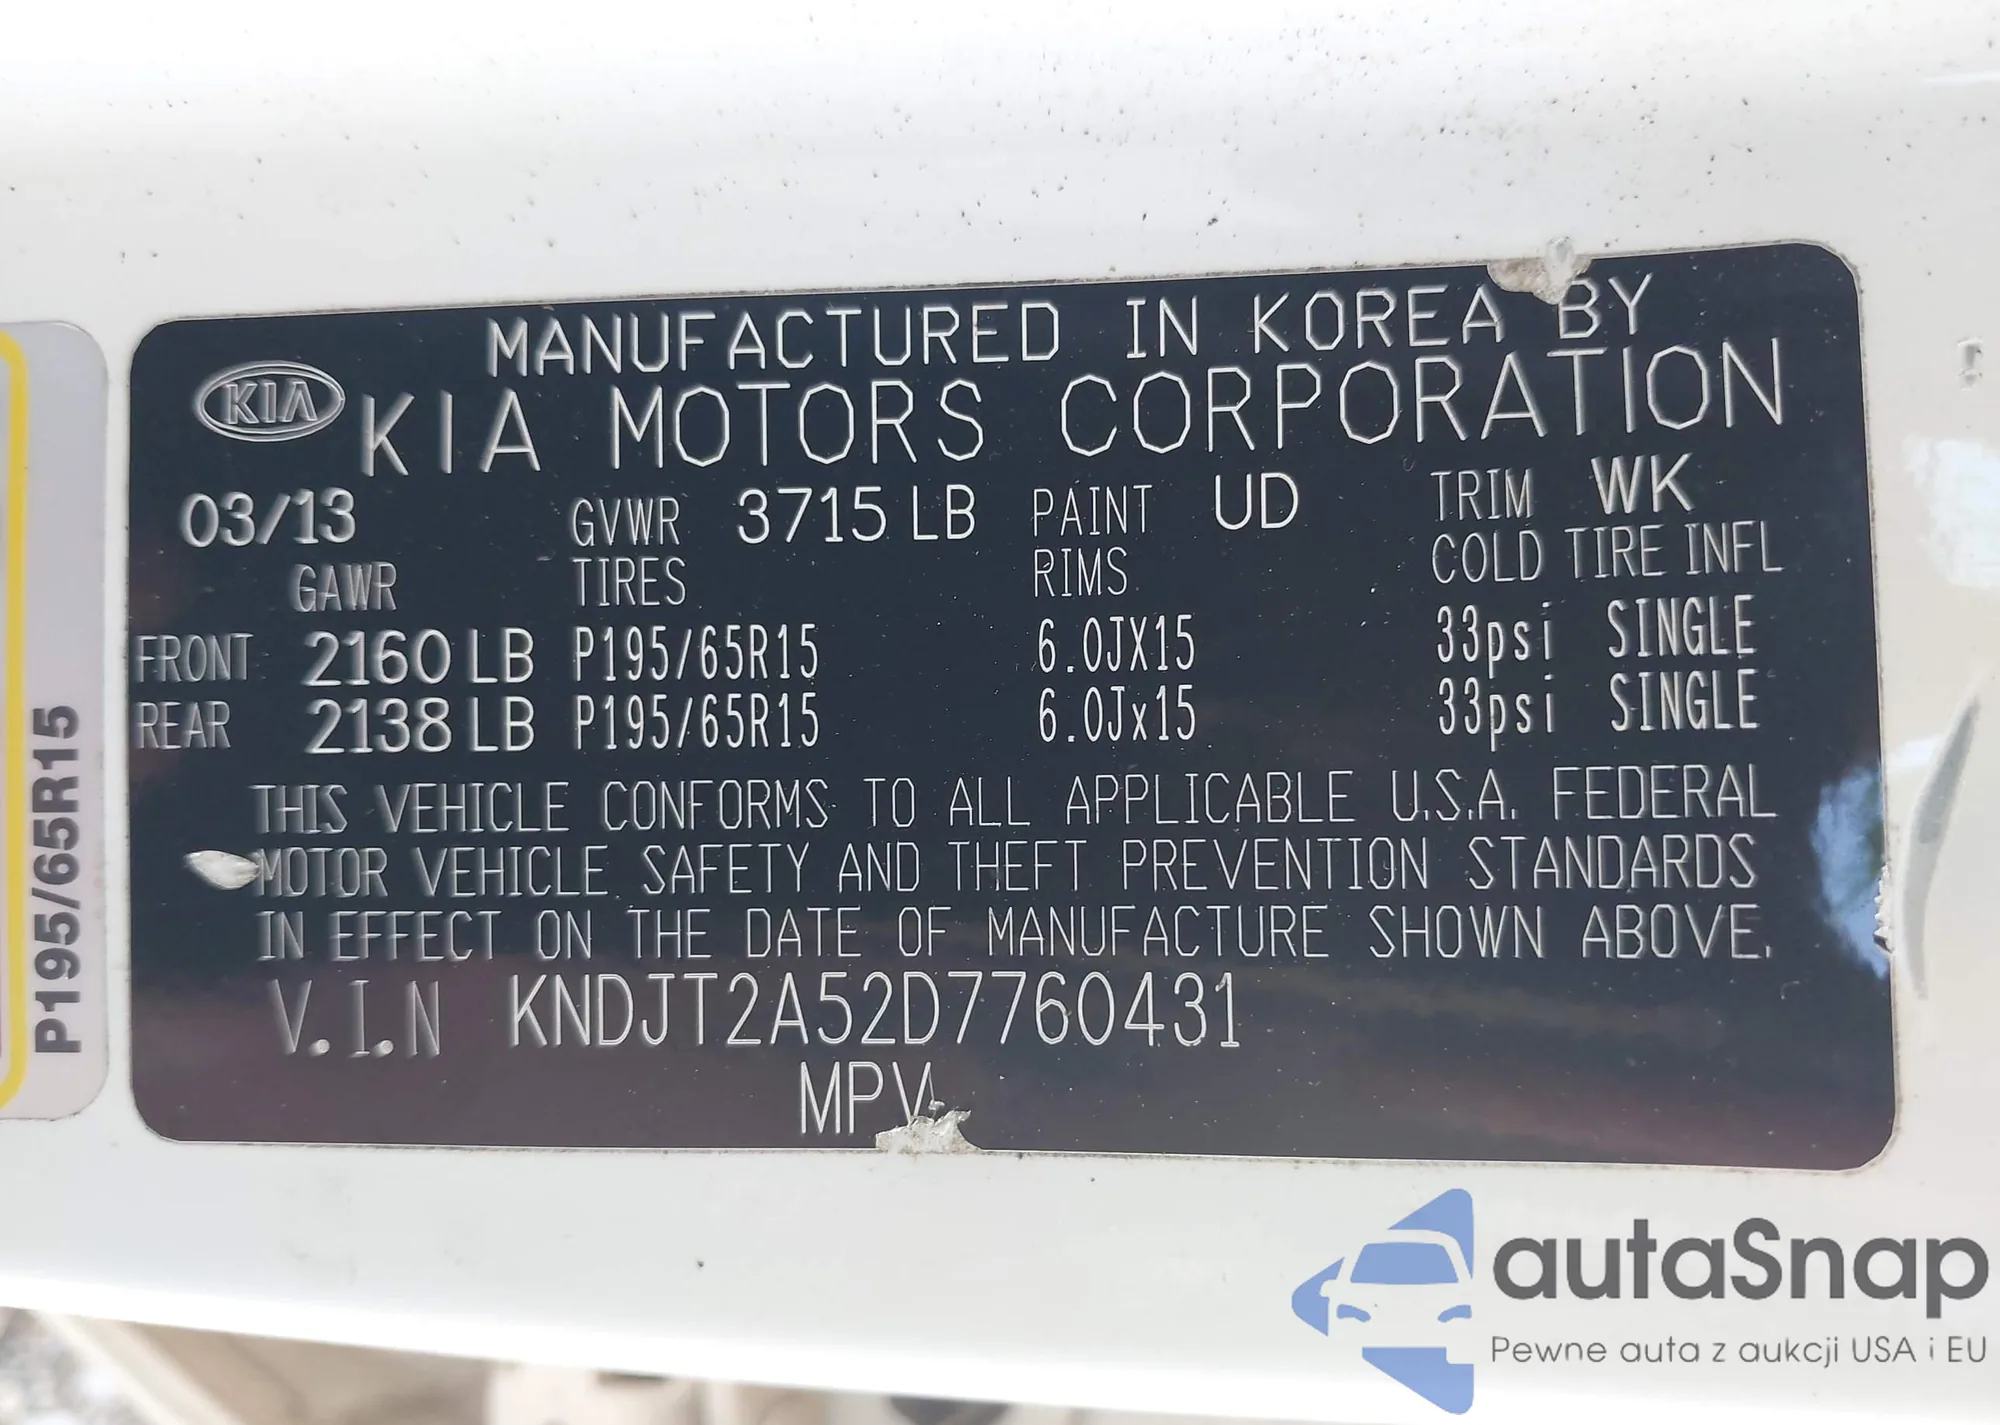 MANUFACTURED IN KOREA BY
KIA KIA MOTORS CORPORATION
03/13 GVWR 3715 LB PAINT UD TRIM WK
GAWR TIRES RIMS COLD TIRE INFL
FRONT 2160 LB P195/65R15 6.0JX15 33psi SINGLE
REAR 2138 LB P195/65R15 6.0Jx15 33psi SINGLE
THIS VEHICLE CONFORMS TO ALL APPLICABLE U.S.A. FEDERAL
MOTOR VEHICLE SAFETY AND THEFT PREVENTION STANDARDS
IN EFFECT ON THE DATE OF MANUFACTURE SHOWN ABOVE.
V.I.N KNDJT2A52D7760431
MPV
P195/65R15
autaSnap
Pewne auta z aukcji USA i EU